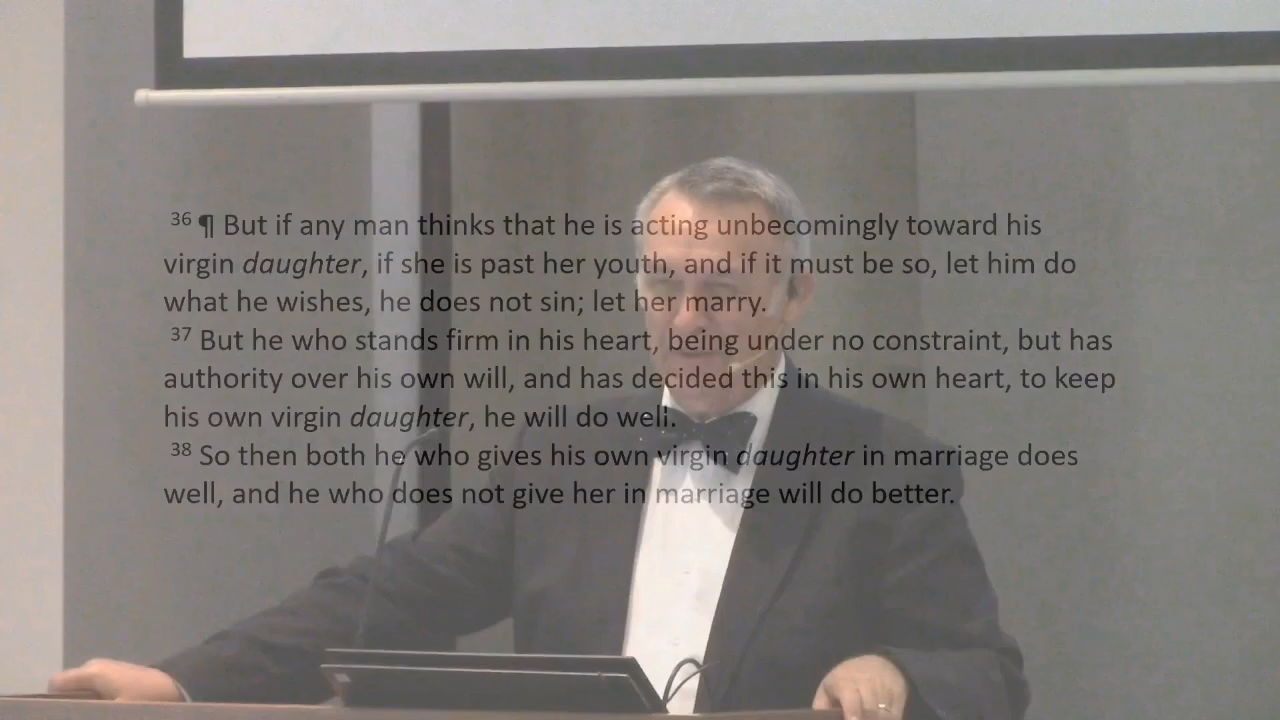 36 ¶ But if any man thinks that he is acting unbecomingly toward his
virgin daughter, if she is past her youth, and if it must be so, let him do
what he wishes, he does not sin; let her marry.
37 But he who stands firm in his heart, being under no constraint, but has
authority over his own will, and has decided this in his own heart, to keep
his own virgin daughter, he will do well.
38 So then both he who gives his own virgin daughter in marriage does
well, and he who does not give her in marriage will do better.